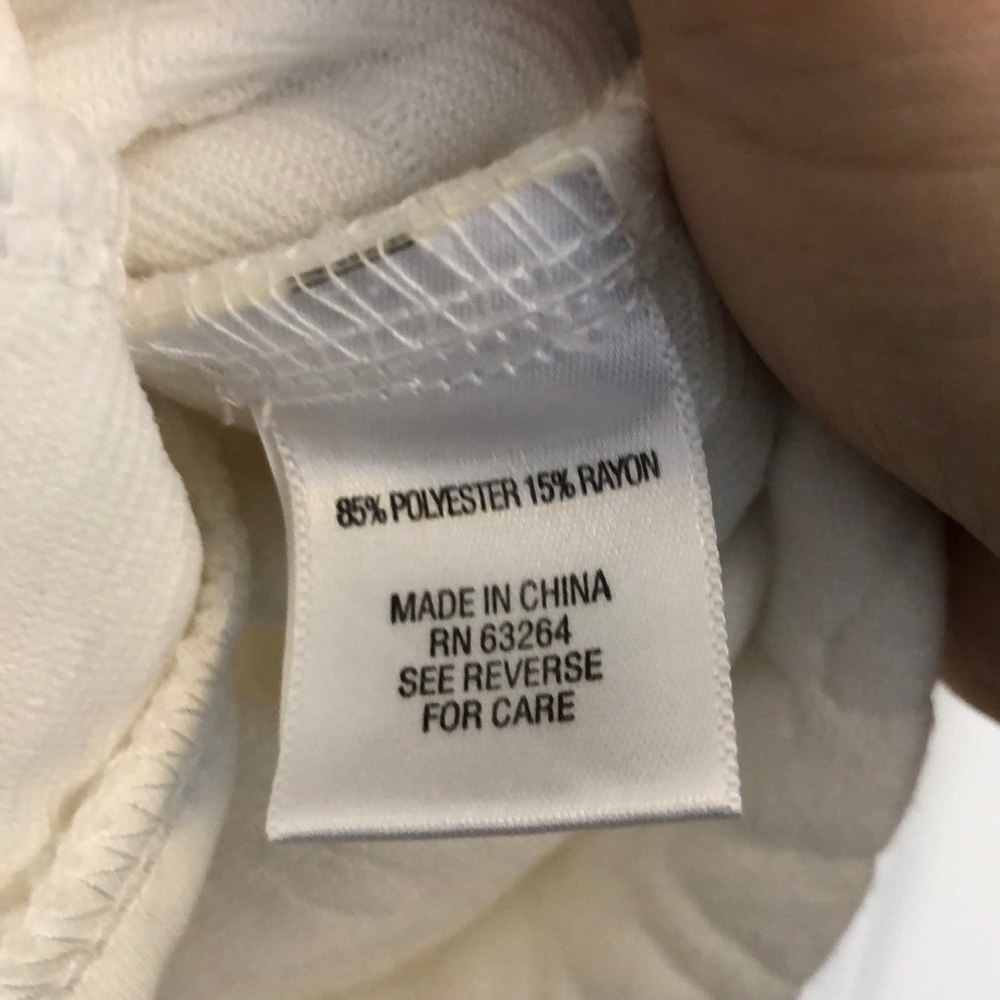 85% POLYESTER 15% RAYON
MADE IN CHINA
RN 63264
SEE REVERSE
FOR CARE